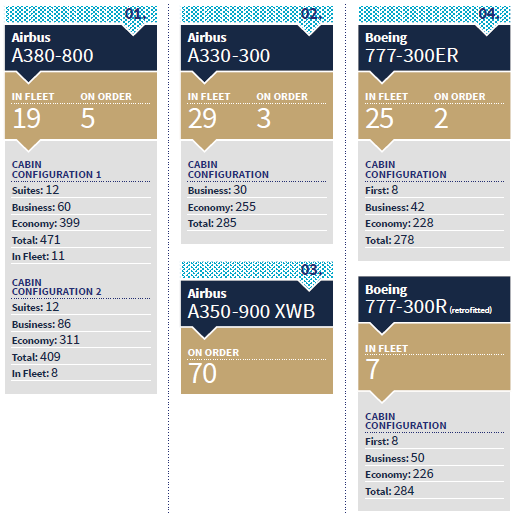 01.
Airbus
A380-800
IN FLEET ON ORDER
19 5
CABIN
CONFIGURATION 1
Suites: 12
Business: 60
Economy: 399
Total: 471
In Fleet: 11
CABIN
CONFIGURATION 2
Suites: 12
Business: 86
Economy: 311
Total: 409
In Fleet: 8
02.
Airbus
A330-300
IN FLEET ON ORDER
29 3
CABIN
CONFIGURATION
Business: 30
Economy: 255
Total: 285
03.
Airbus
A350-900 XWB
ON ORDER
70
04.
Boeing
777-300ER
IN FLEET ON ORDER
25 2
CABIN
CONFIGURATION
First: 8
Business: 42
Economy: 228
Total: 278
Boeing
777-300R (retrofitted)
IN FLEET
7
CABIN
CONFIGURATION
First: 8
Business: 50
Economy: 226
Total: 284